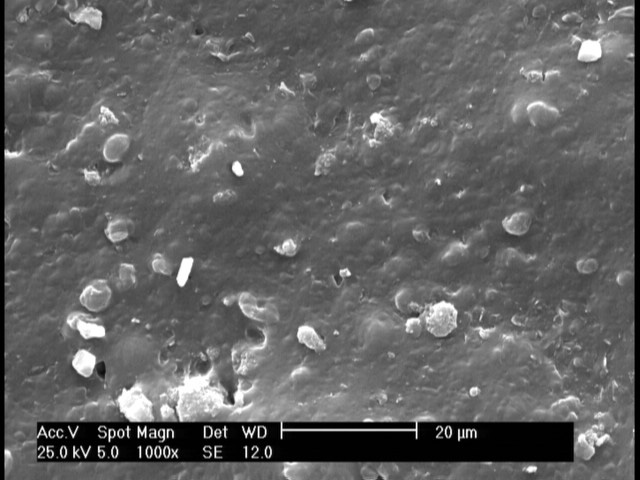 Acc.V Spot Magn Det WD 20 µm
25.0 kV 5.0 1000x SE 12.0